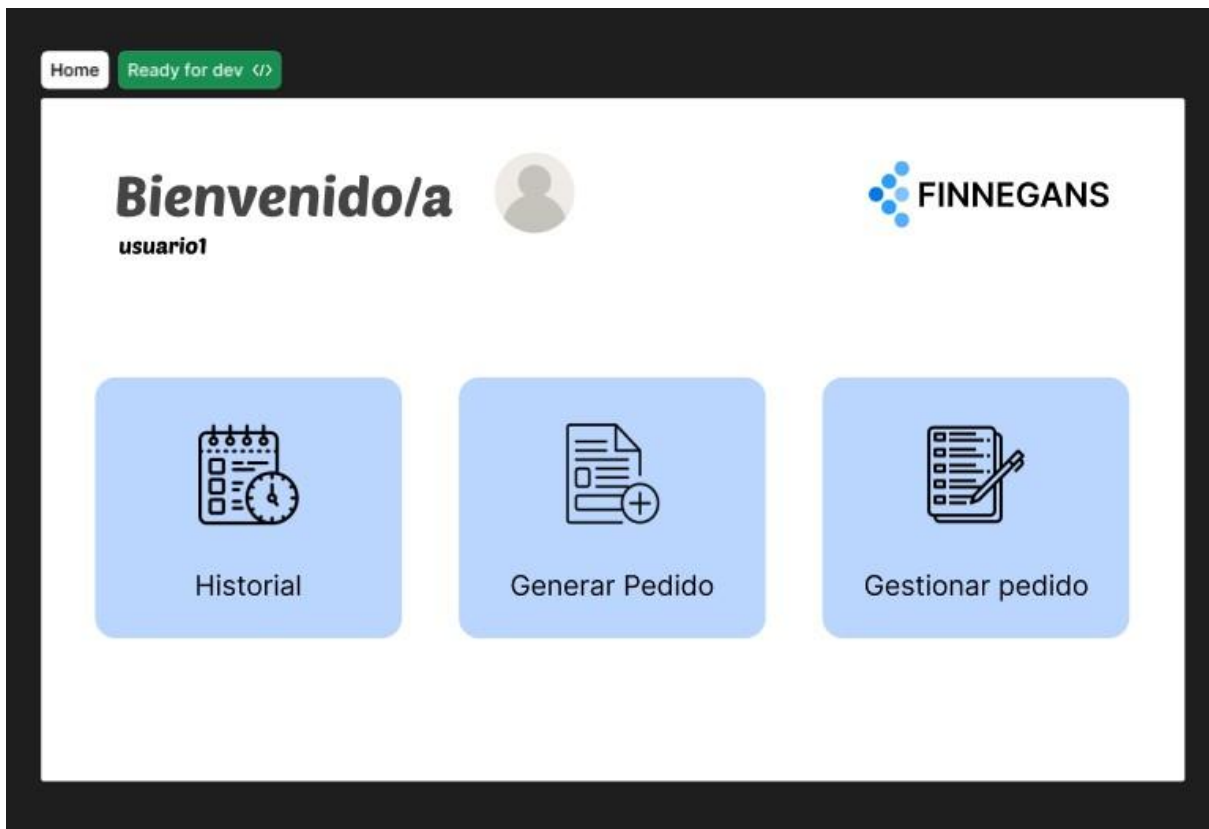 Home
Ready for dev </>
Bienvenido/a
usuario1
FINNEGANS
Historial
Generar Pedido
Gestionar pedido